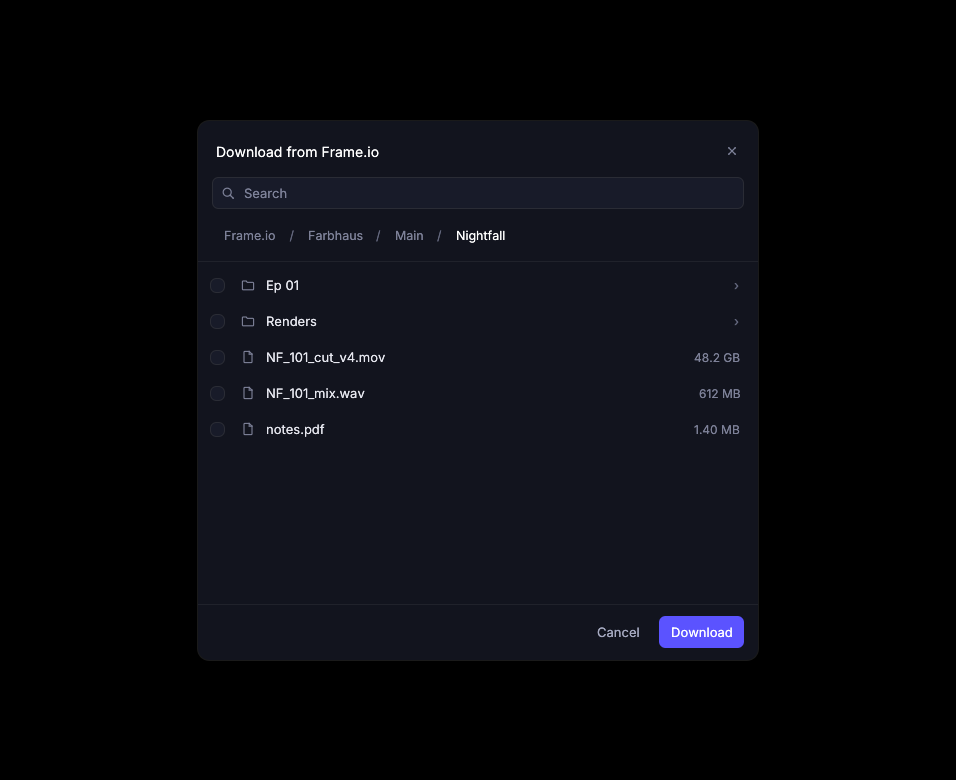 Download from Frame.io
Search
Frame.io / Farbhaus / Main / Nightfall
Ep 01
Renders
NF_101_cut_v4.mov 48.2 GB
NF_101_mix.wav 612 MB
notes.pdf 1.40 MB
Cancel Download